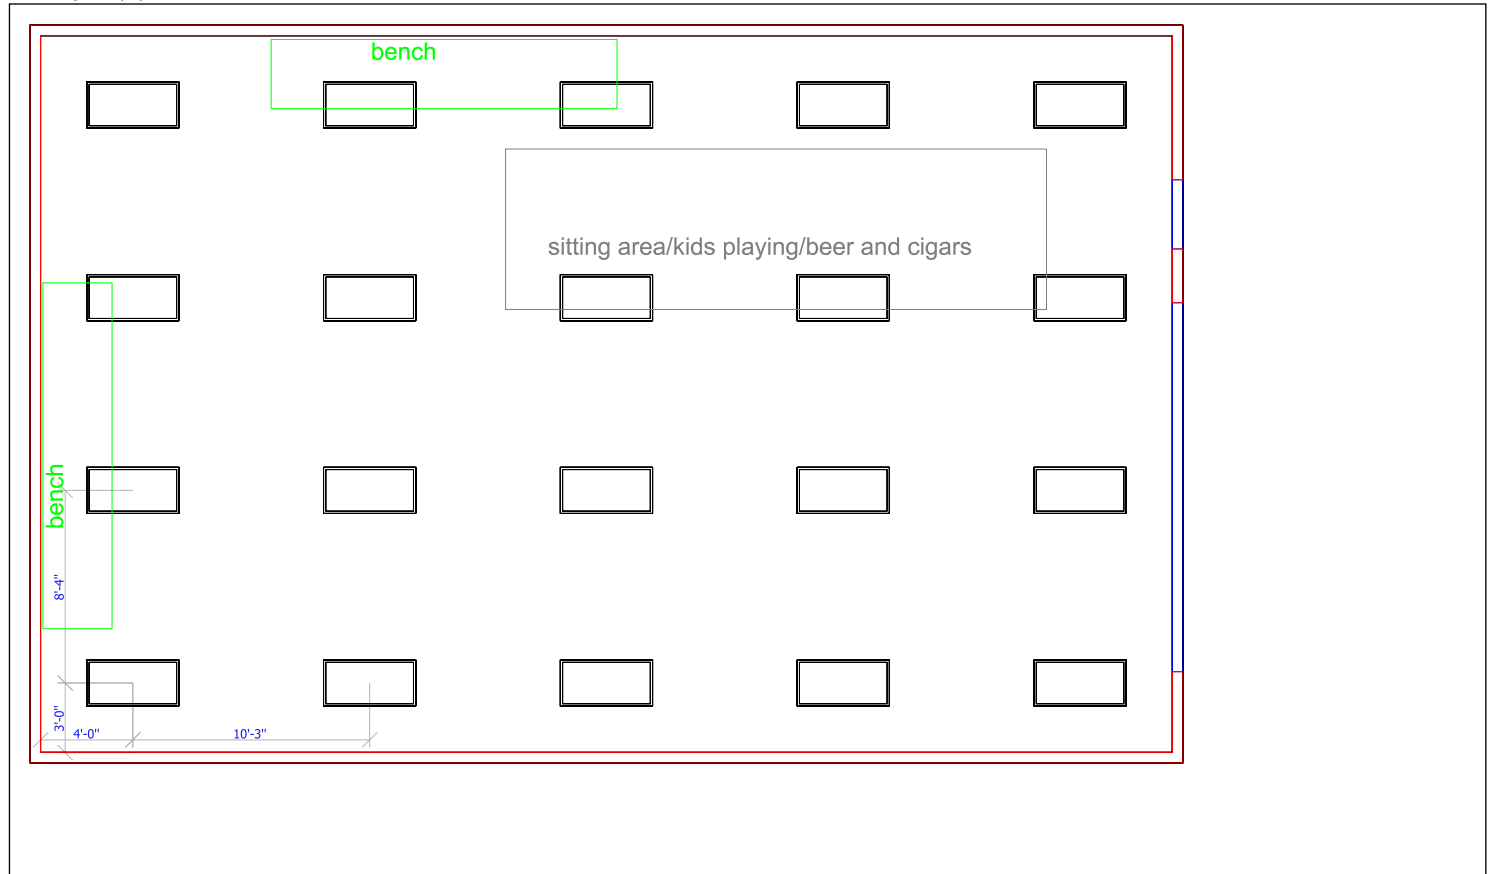 bench
sitting area/kids playing/beer and cigars
bench
8'-4"
3'-0"
4'-0"
10'-3"